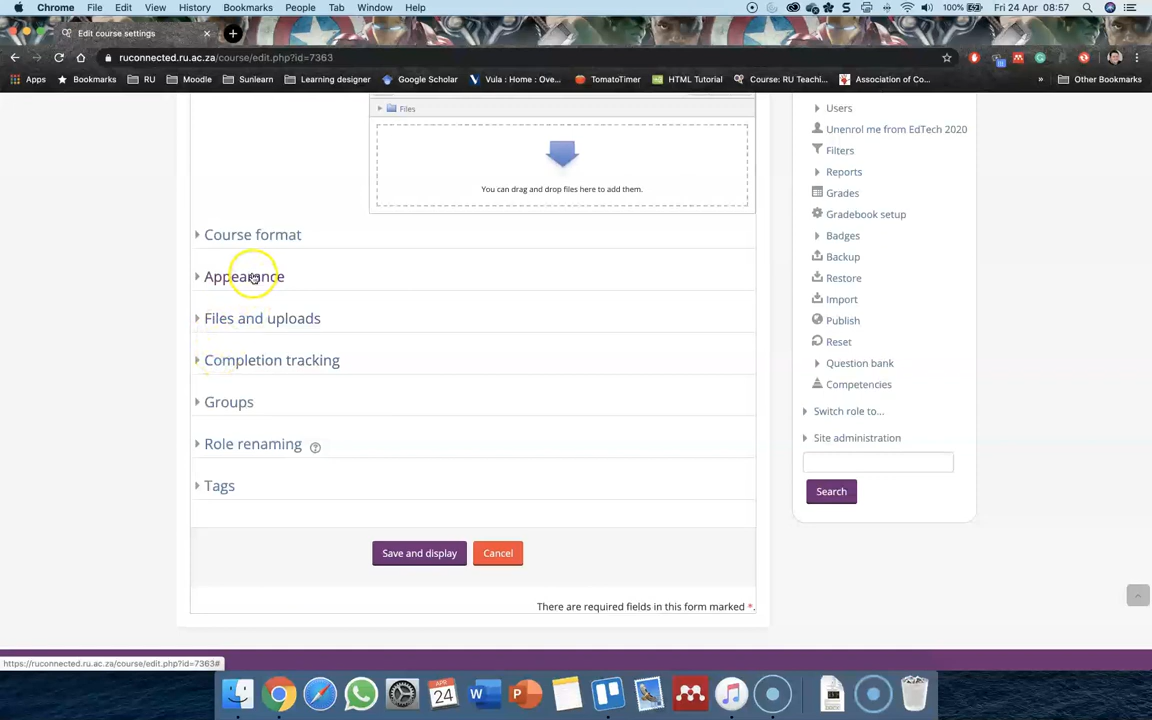 Chrome File Edit View History Bookmarks People Tab Window Help 100% Fri 24 Apr 08:57
Edit course settings
ruconnected.ru.ac.za/course/edit.php?id=7363
Apps Bookmarks RU Moodle Sunlearn Learning designer Google Scholar Vula : Home : Ove... TomatoTimer HTML Tutorial Course: RU Teachi... Association of Co... » Other Bookmarks
Files
You can drag and drop files here to add them.
Course format
Appearance
Files and uploads
Completion tracking
Groups
Role renaming
Tags
Save and display Cancel
There are required fields in this form marked *.
Users
Unenrol me from EdTech 2020
Filters
Reports
Grades
Gradebook setup
Badges
Backup
Restore
Import
Publish
Reset
Question bank
Competencies
Switch role to...
Site administration
Search
https://ruconnected.ru.ac.za/course/edit.php?id=7363#
APR
24